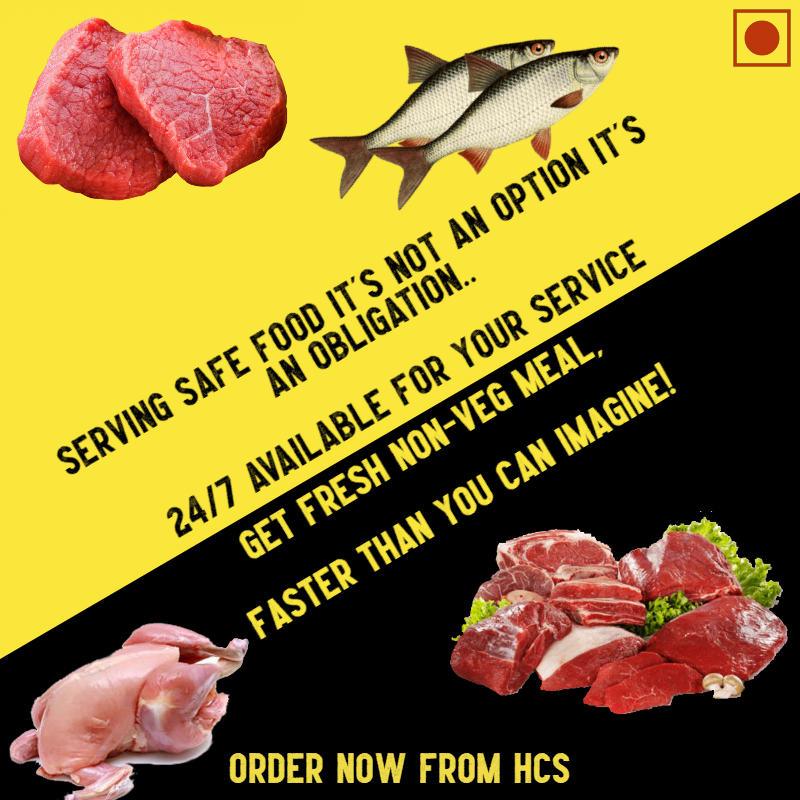 SERVING SAFE FOOD IT'S NOT AN OPTION IT'S
AN OBLIGATION..
24/7 AVAILABLE FOR YOUR SERVICE
GET FRESH NON-VEG MEAL,
FASTER THAN YOU CAN IMAGINE!
ORDER NOW FROM HCS